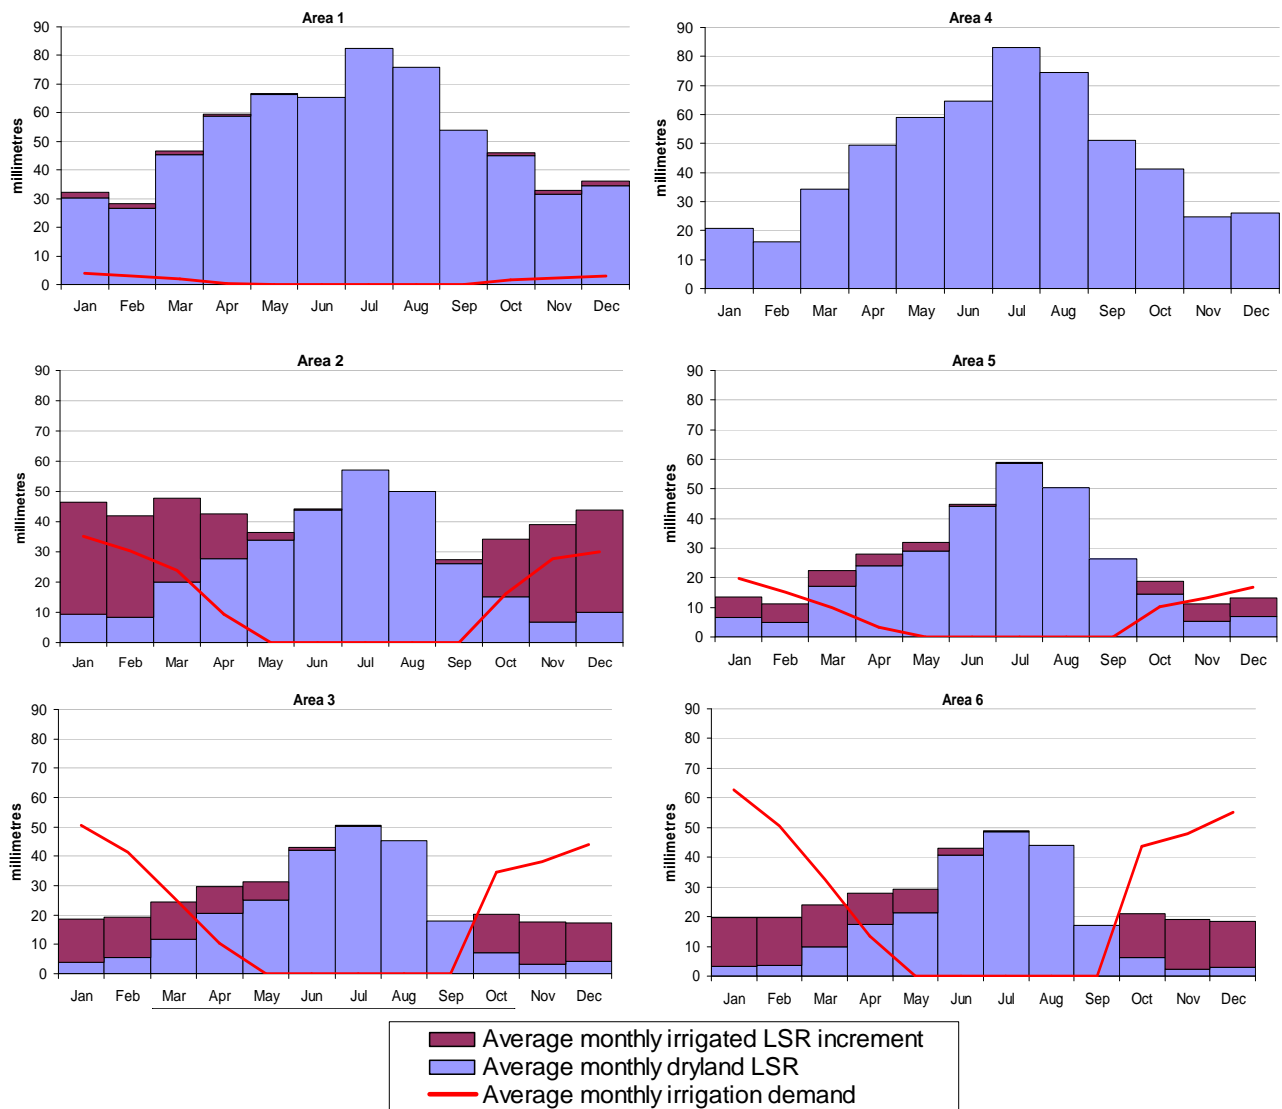 Area 1
millimetres
90
80
70
60
50
40
30
20
10
0
Jan Feb Mar Apr May Jun Jul Aug Sep Oct Nov Dec
Area 4
millimetres
90
80
70
60
50
40
30
20
10
0
Jan Feb Mar Apr May Jun Jul Aug Sep Oct Nov Dec
Area 2
millimetres
90
80
70
60
50
40
30
20
10
0
Jan Feb Mar Apr May Jun Jul Aug Sep Oct Nov Dec
Area 5
millimetres
90
80
70
60
50
40
30
20
10
0
Jan Feb Mar Apr May Jun Jul Aug Sep Oct Nov Dec
Area 3
millimetres
90
80
70
60
50
40
30
20
10
0
Jan Feb Mar Apr May Jun Jul Aug Sep Oct Nov Dec
Area 6
millimetres
90
80
70
60
50
40
30
20
10
0
Jan Feb Mar Apr May Jun Jul Aug Sep Oct Nov Dec
Average monthly irrigated LSR increment
Average monthly dryland LSR
Average monthly irrigation demand